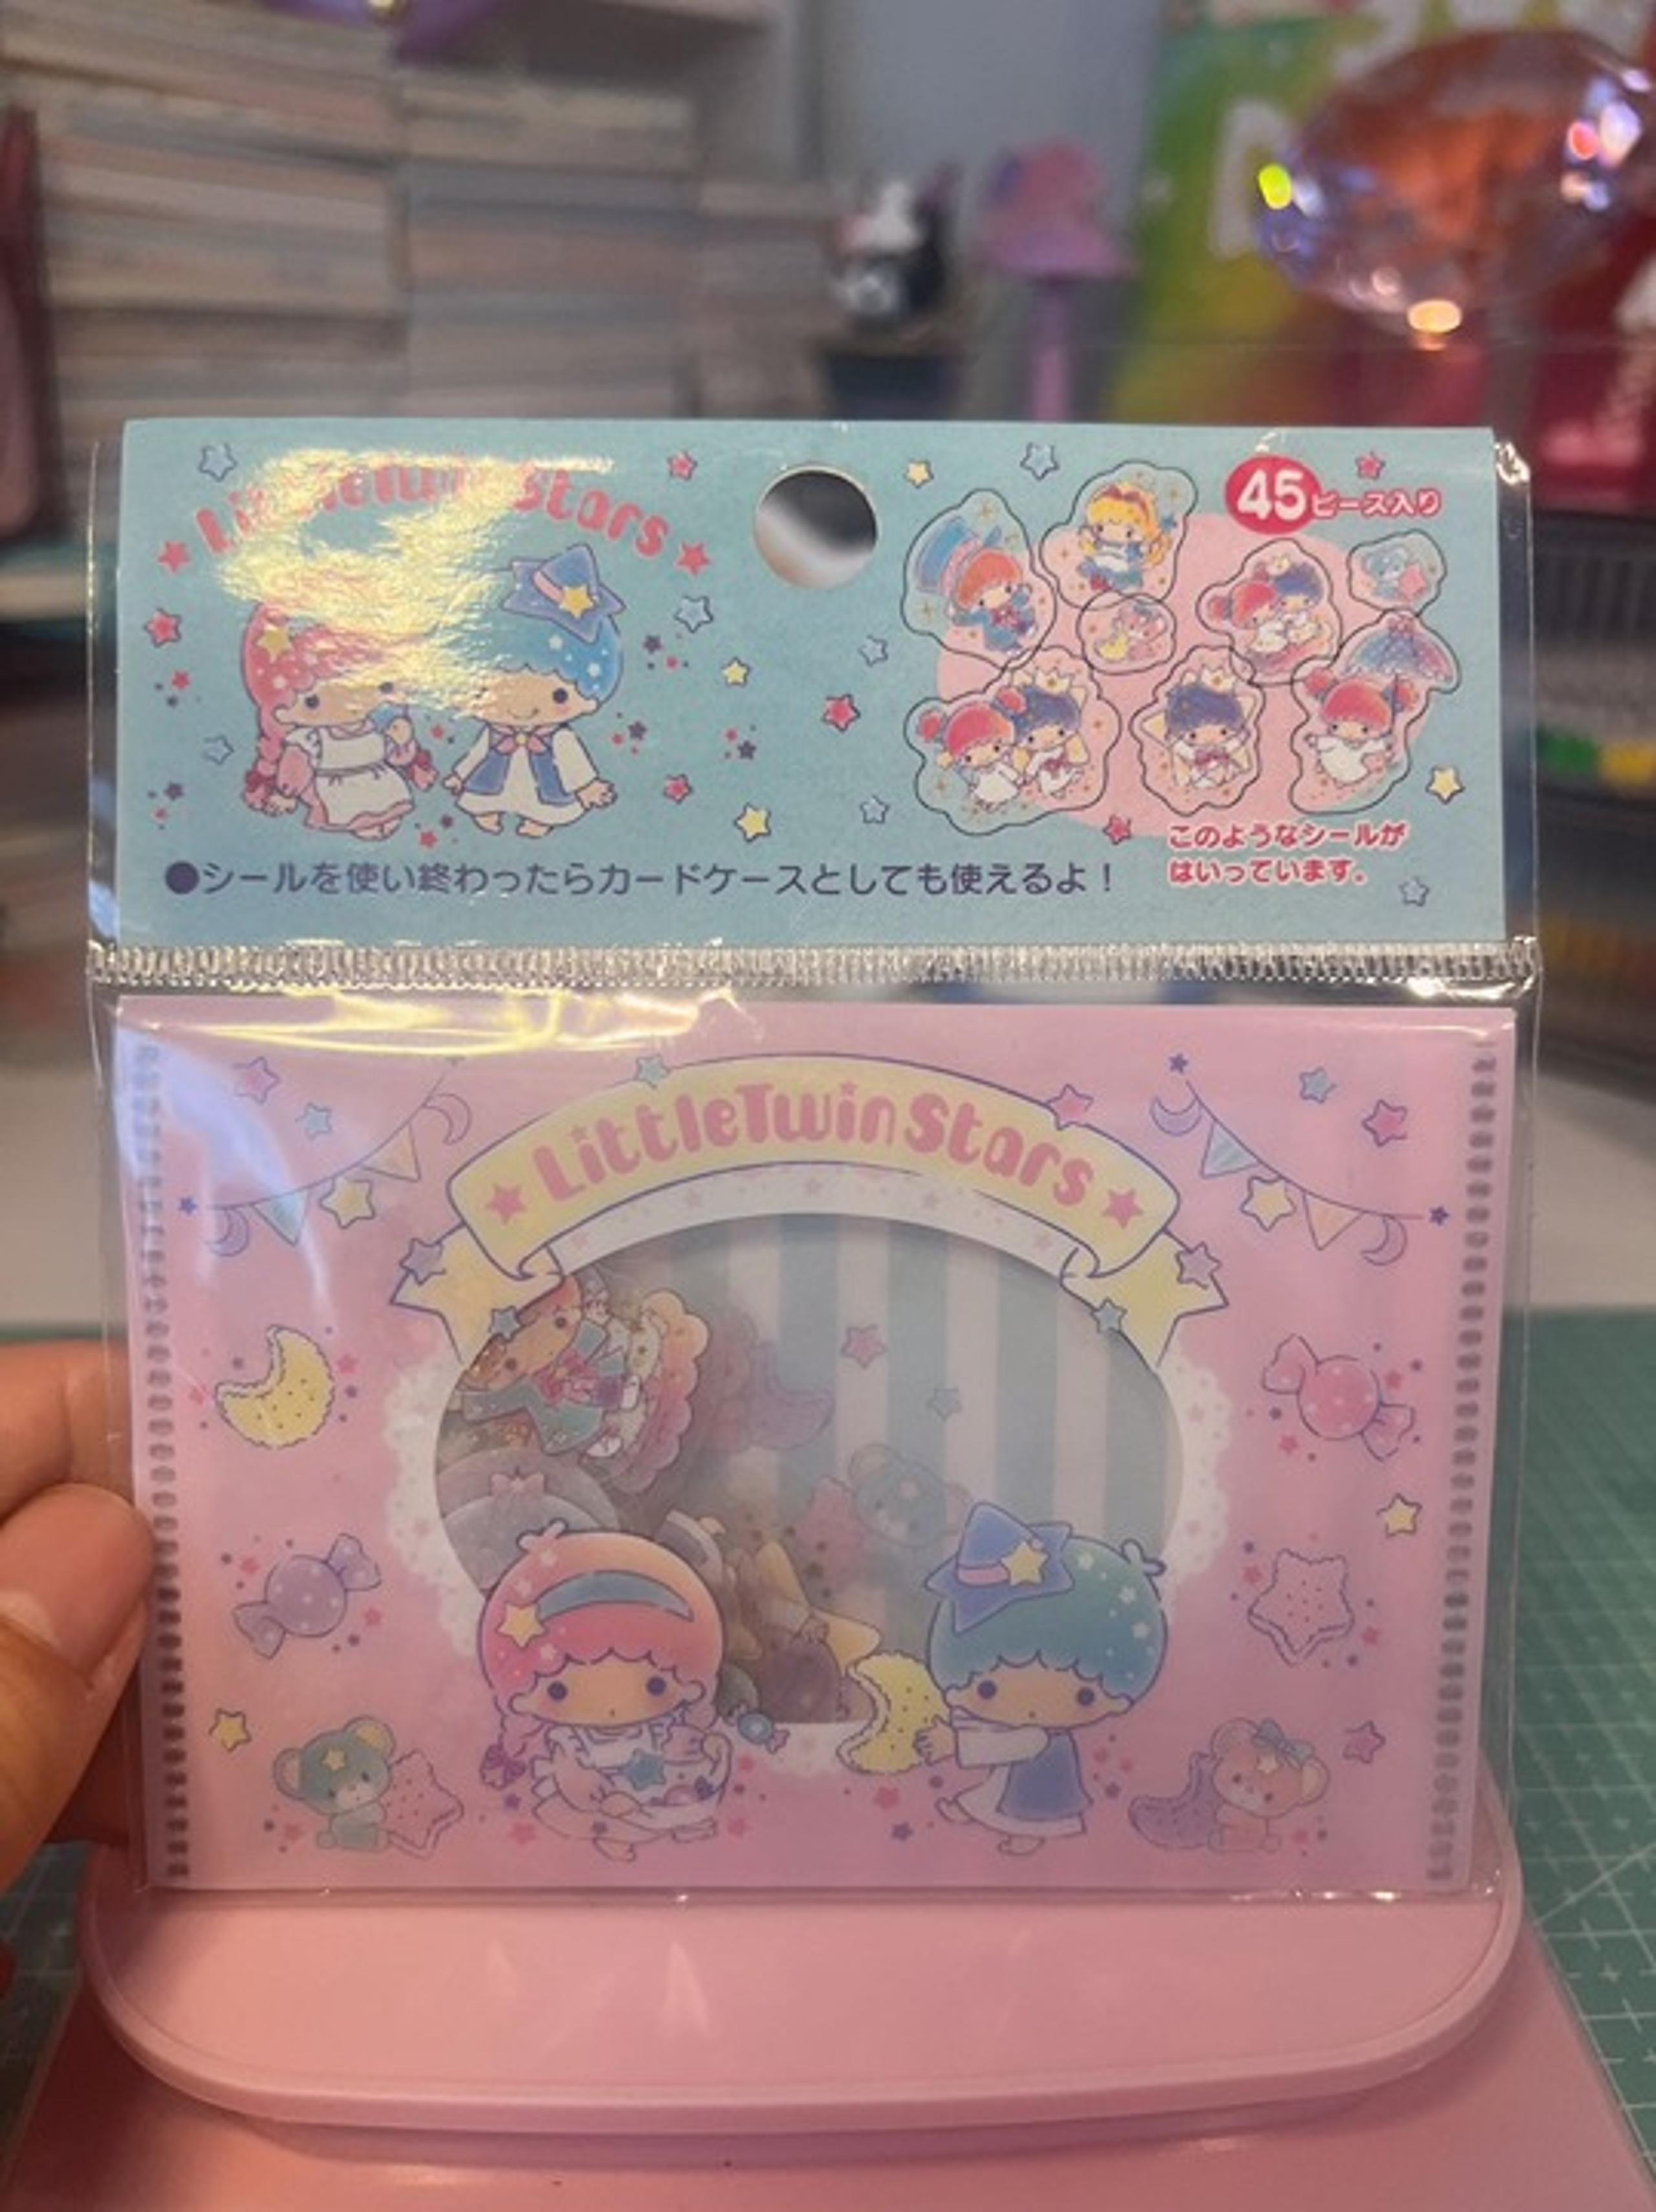 LittleTwinStars
45ピース入り
このようなシールが
はいっています。
●シールを使い終わったらカードケースとしても使えるよ！
LittleTwinStars